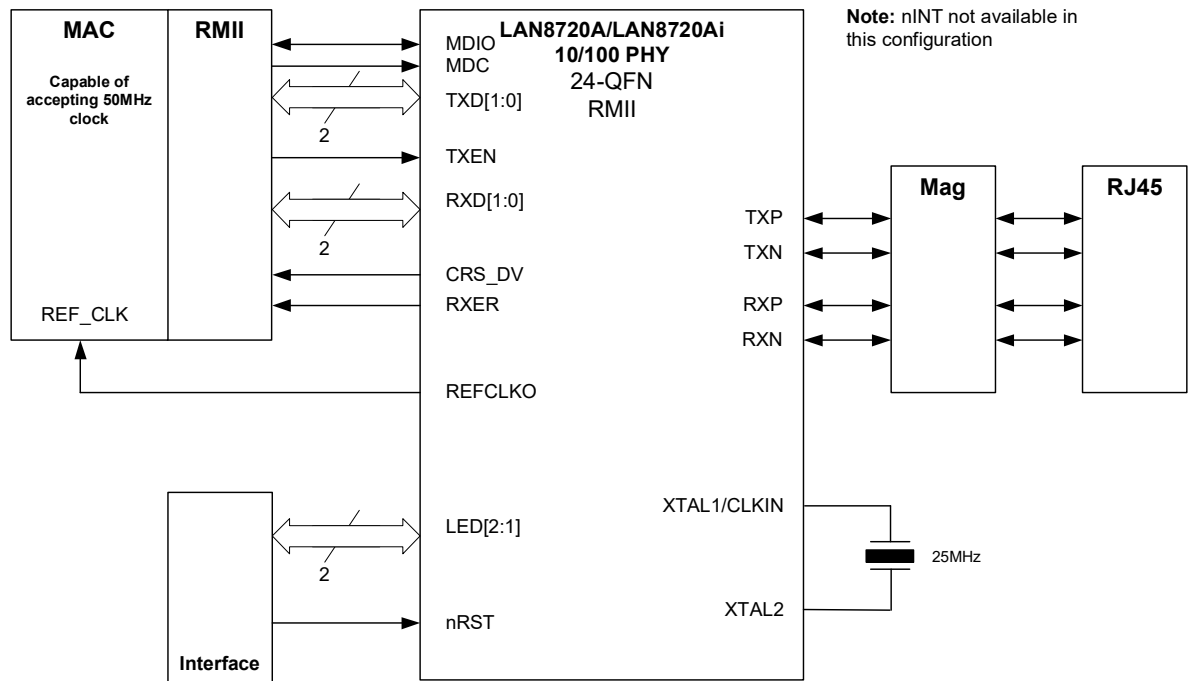 MAC
RMII
Capable of
accepting 50MHz
clock
REF_CLK
LAN8720A/LAN8720Ai
10/100 PHY
24-QFN
RMII
Note: nINT not available in
this configuration
MDIO
MDC
TXD[1:0]
2
TXEN
RXD[1:0]
2
CRS_DV
RXER
REFCLKO
TXP
TXN
RXP
RXN
Mag
RJ45
LED[2:1]
2
nRST
Interface
XTAL1/CLKIN
25MHz
XTAL2